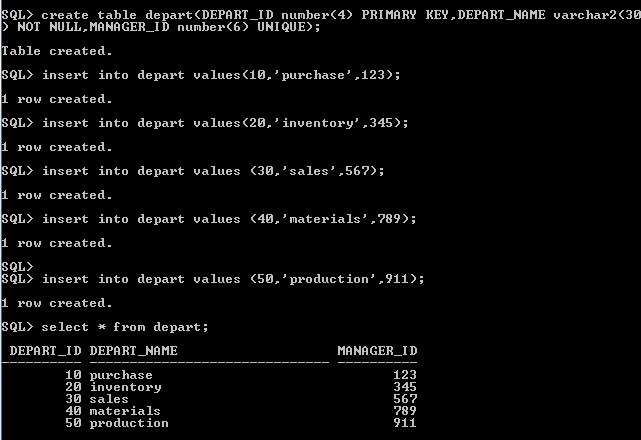 SQL> create table depart(DEPART_ID number(4) PRIMARY KEY,DEPART_NAME varchar2(30
) NOT NULL,MANAGER_ID number(6) UNIQUE);
Table created.
SQL> insert into depart values(10,'purchase',123);
1 row created.
SQL> insert into depart values(20,'inventory',345);
1 row created.
SQL> insert into depart values (30,'sales',567);
1 row created.
SQL> insert into depart values (40,'materials',789);
1 row created.
SQL>
SQL> insert into depart values (50,'production',911);
1 row created.
SQL> select * from depart;
DEPART_ID DEPART_NAME MANAGER_ID
---------- ------------------------------ ----------
10 purchase 123
20 inventory 345
30 sales 567
40 materials 789
50 production 911